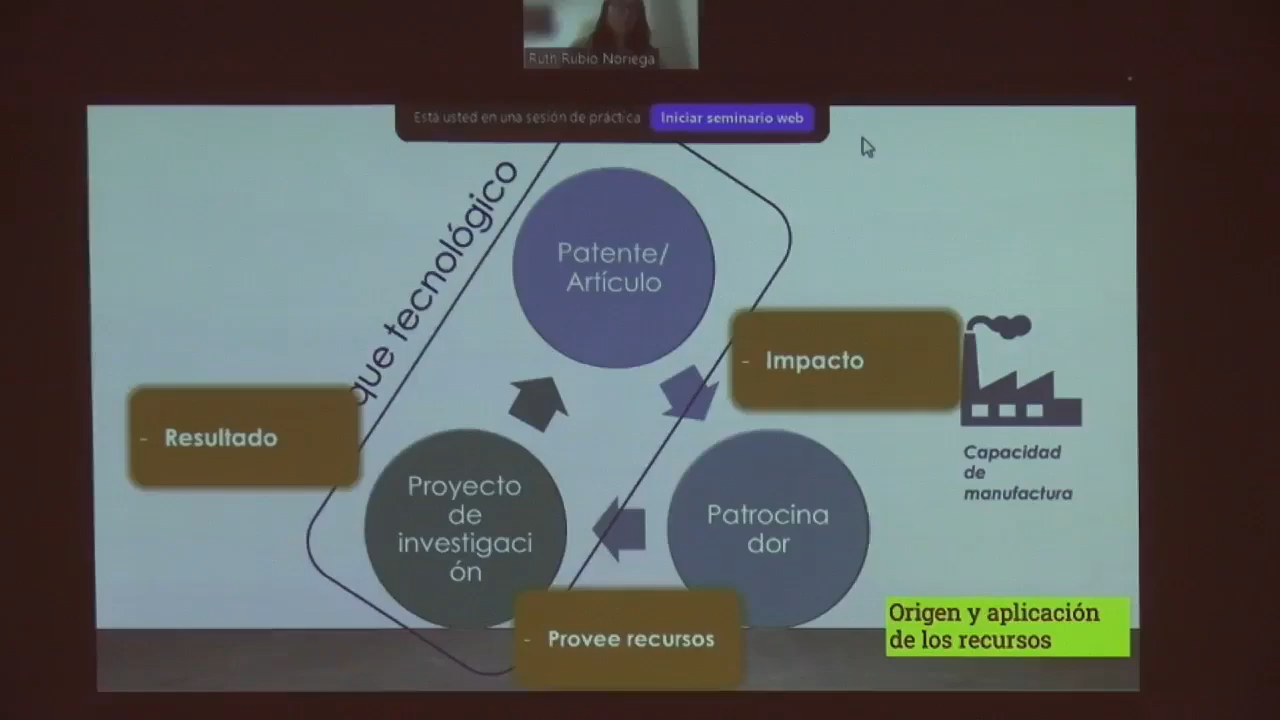 Ruth Rubio Noriega
Está usted en una sesión de práctica
Iniciar seminario web
que tecnológico
Patente/
Artículo
- Impacto
- Resultado
Capacidad
de
manufactura
Proyecto
de
investigaci
ón
Patrocina
dor
- Provee recursos
Origen y aplicación
de los recursos